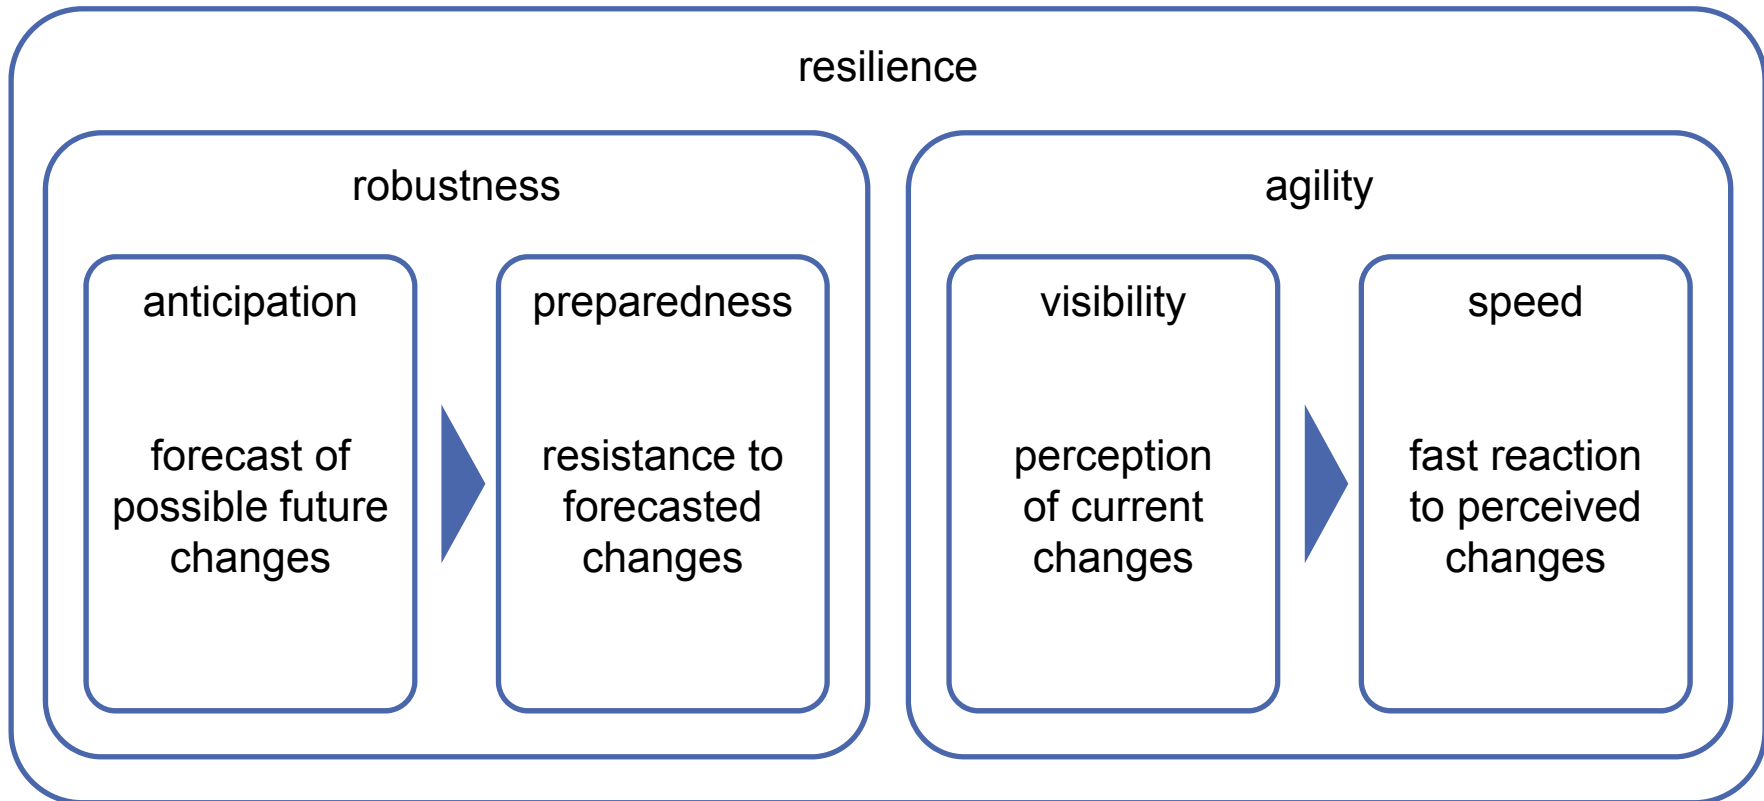 resilience
robustness
anticipation
forecast of
possible future
changes
preparedness
resistance to
forecasted
changes
agility
visibility
perception
of current
changes
speed
fast reaction
to perceived
changes